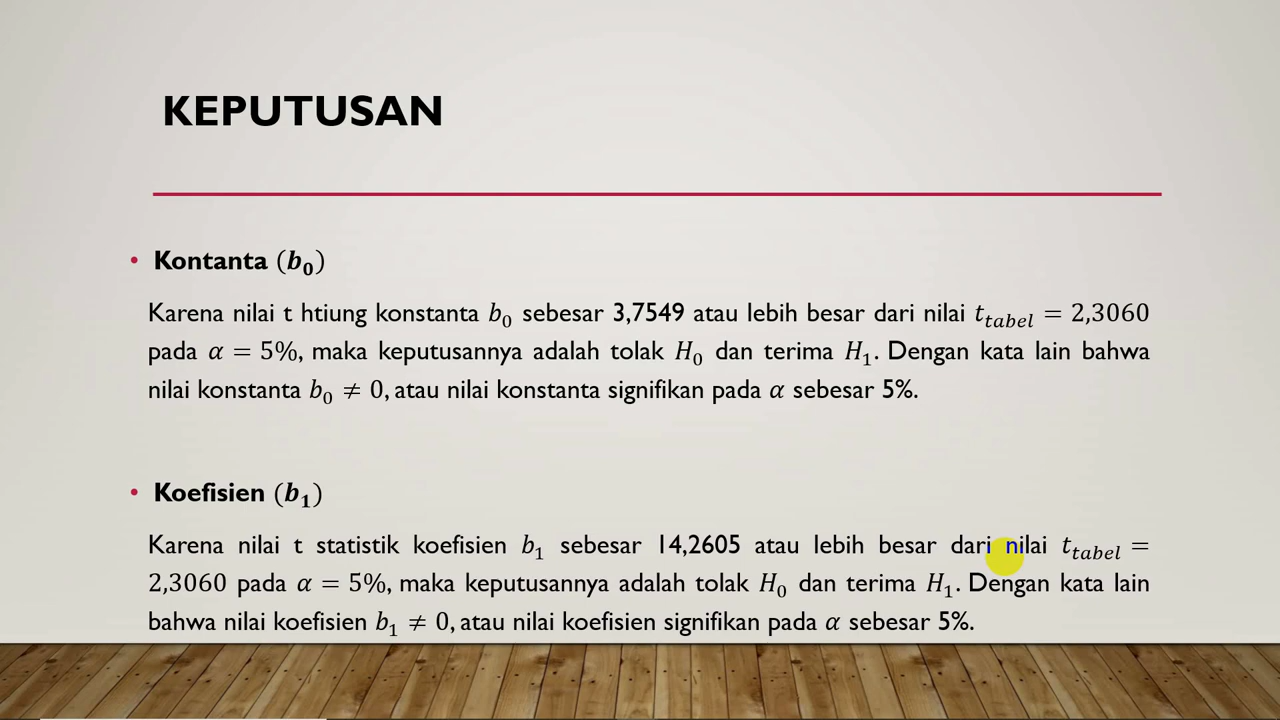 KEPUTUSAN
• Kontanta (b₀)
Karena nilai t htiung konstanta b₀ sebesar 3,7549 atau lebih besar dari nilai t_tabel = 2,3060
pada α = 5%, maka keputusannya adalah tolak H₀ dan terima H₁. Dengan kata lain bahwa
nilai konstanta b₀ ≠ 0, atau nilai konstanta signifikan pada α sebesar 5%.
• Koefisien (b₁)
Karena nilai t statistik koefisien b₁ sebesar 14,2605 atau lebih besar dari nilai t_tabel =
2,3060 pada α = 5%, maka keputusannya adalah tolak H₀ dan terima H₁. Dengan kata lain
bahwa nilai koefisien b₁ ≠ 0, atau nilai koefisien signifikan pada α sebesar 5%.